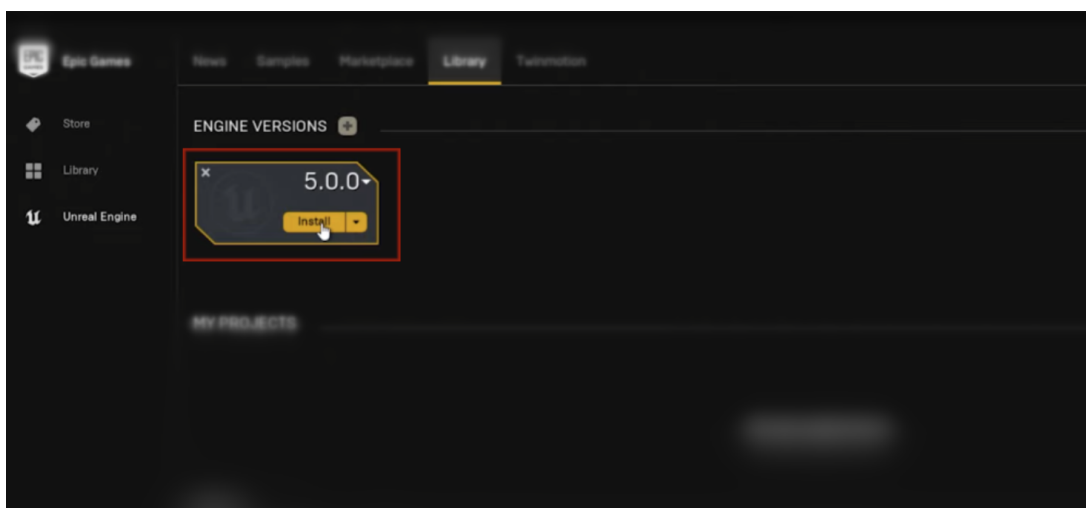 Epic Games
News Samples Marketplace Library Twinmotion
Store
ENGINE VERSIONS
Library
5.0.0
Install
Unreal Engine
MY PROJECTS